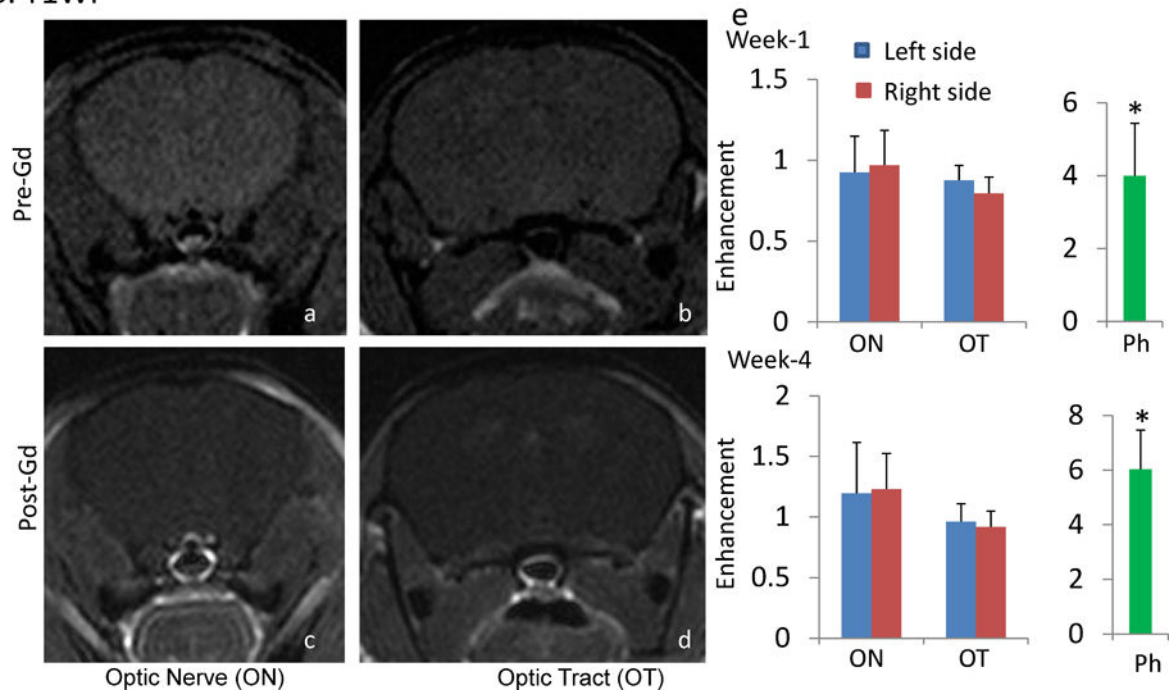 e
Week-1
Left side
Right side
Pre-Gd
a
b
Enhancement
1.5
1
0.5
0
ON
OT
6
4
2
0
*
Ph
Week-4
Post-Gd
c
d
Enhancement
2
1.5
1
0.5
0
ON
OT
8
6
4
2
0
*
Ph
Optic Nerve (ON)
Optic Tract (OT)